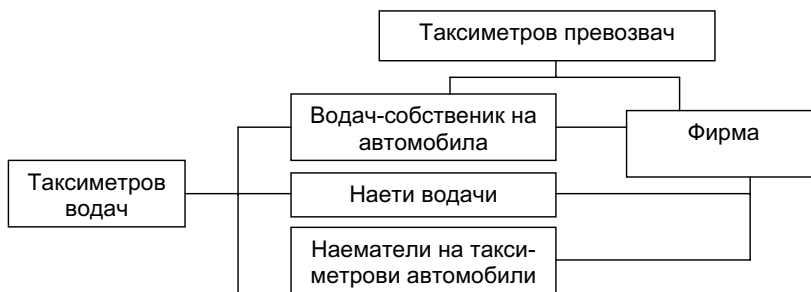 Таксиметров превозвач
Водач-собственик на
автомобила
Фирма
Таксиметров
водач
Наети водачи
Наематели на такси-
метрови автомобили